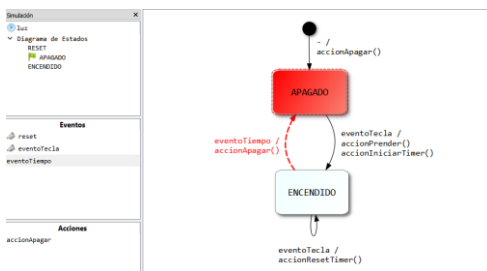 Simulación
luz
Diagrama de Estados
RESET
APAGADO
ENCENDIDO
Eventos
reset
eventoTecla
eventoTiempo
Acciones
accionApagar
- /
accionApagar()
APAGADO
eventoTiempo /
accionApagar()
eventoTecla /
accionPrender()
accionIniciarTimer()
ENCENDIDO
eventoTecla /
accionResetTimer()